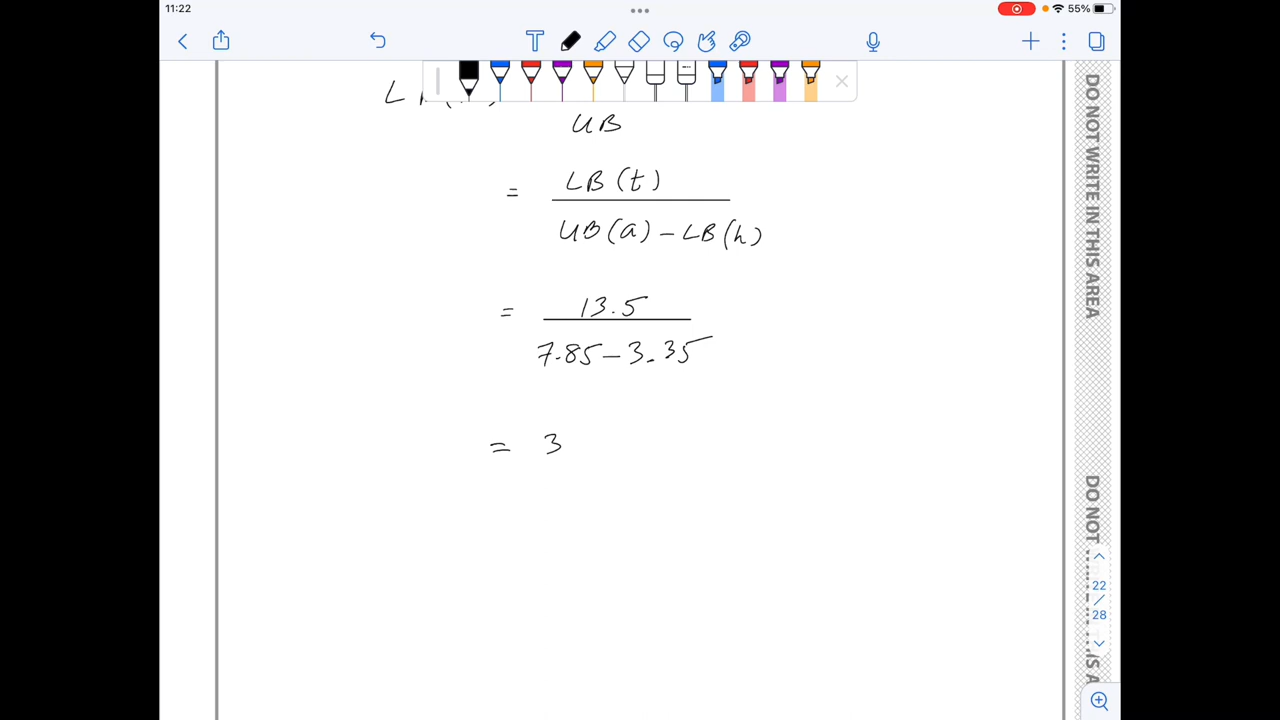 11:22
55%
UB
= LB(t)
UB(a) - LB(h)
= 13.5
7.85 - 3.35
= 3
DO NOT WRITE IN THIS AREA
DO NOT
22
28